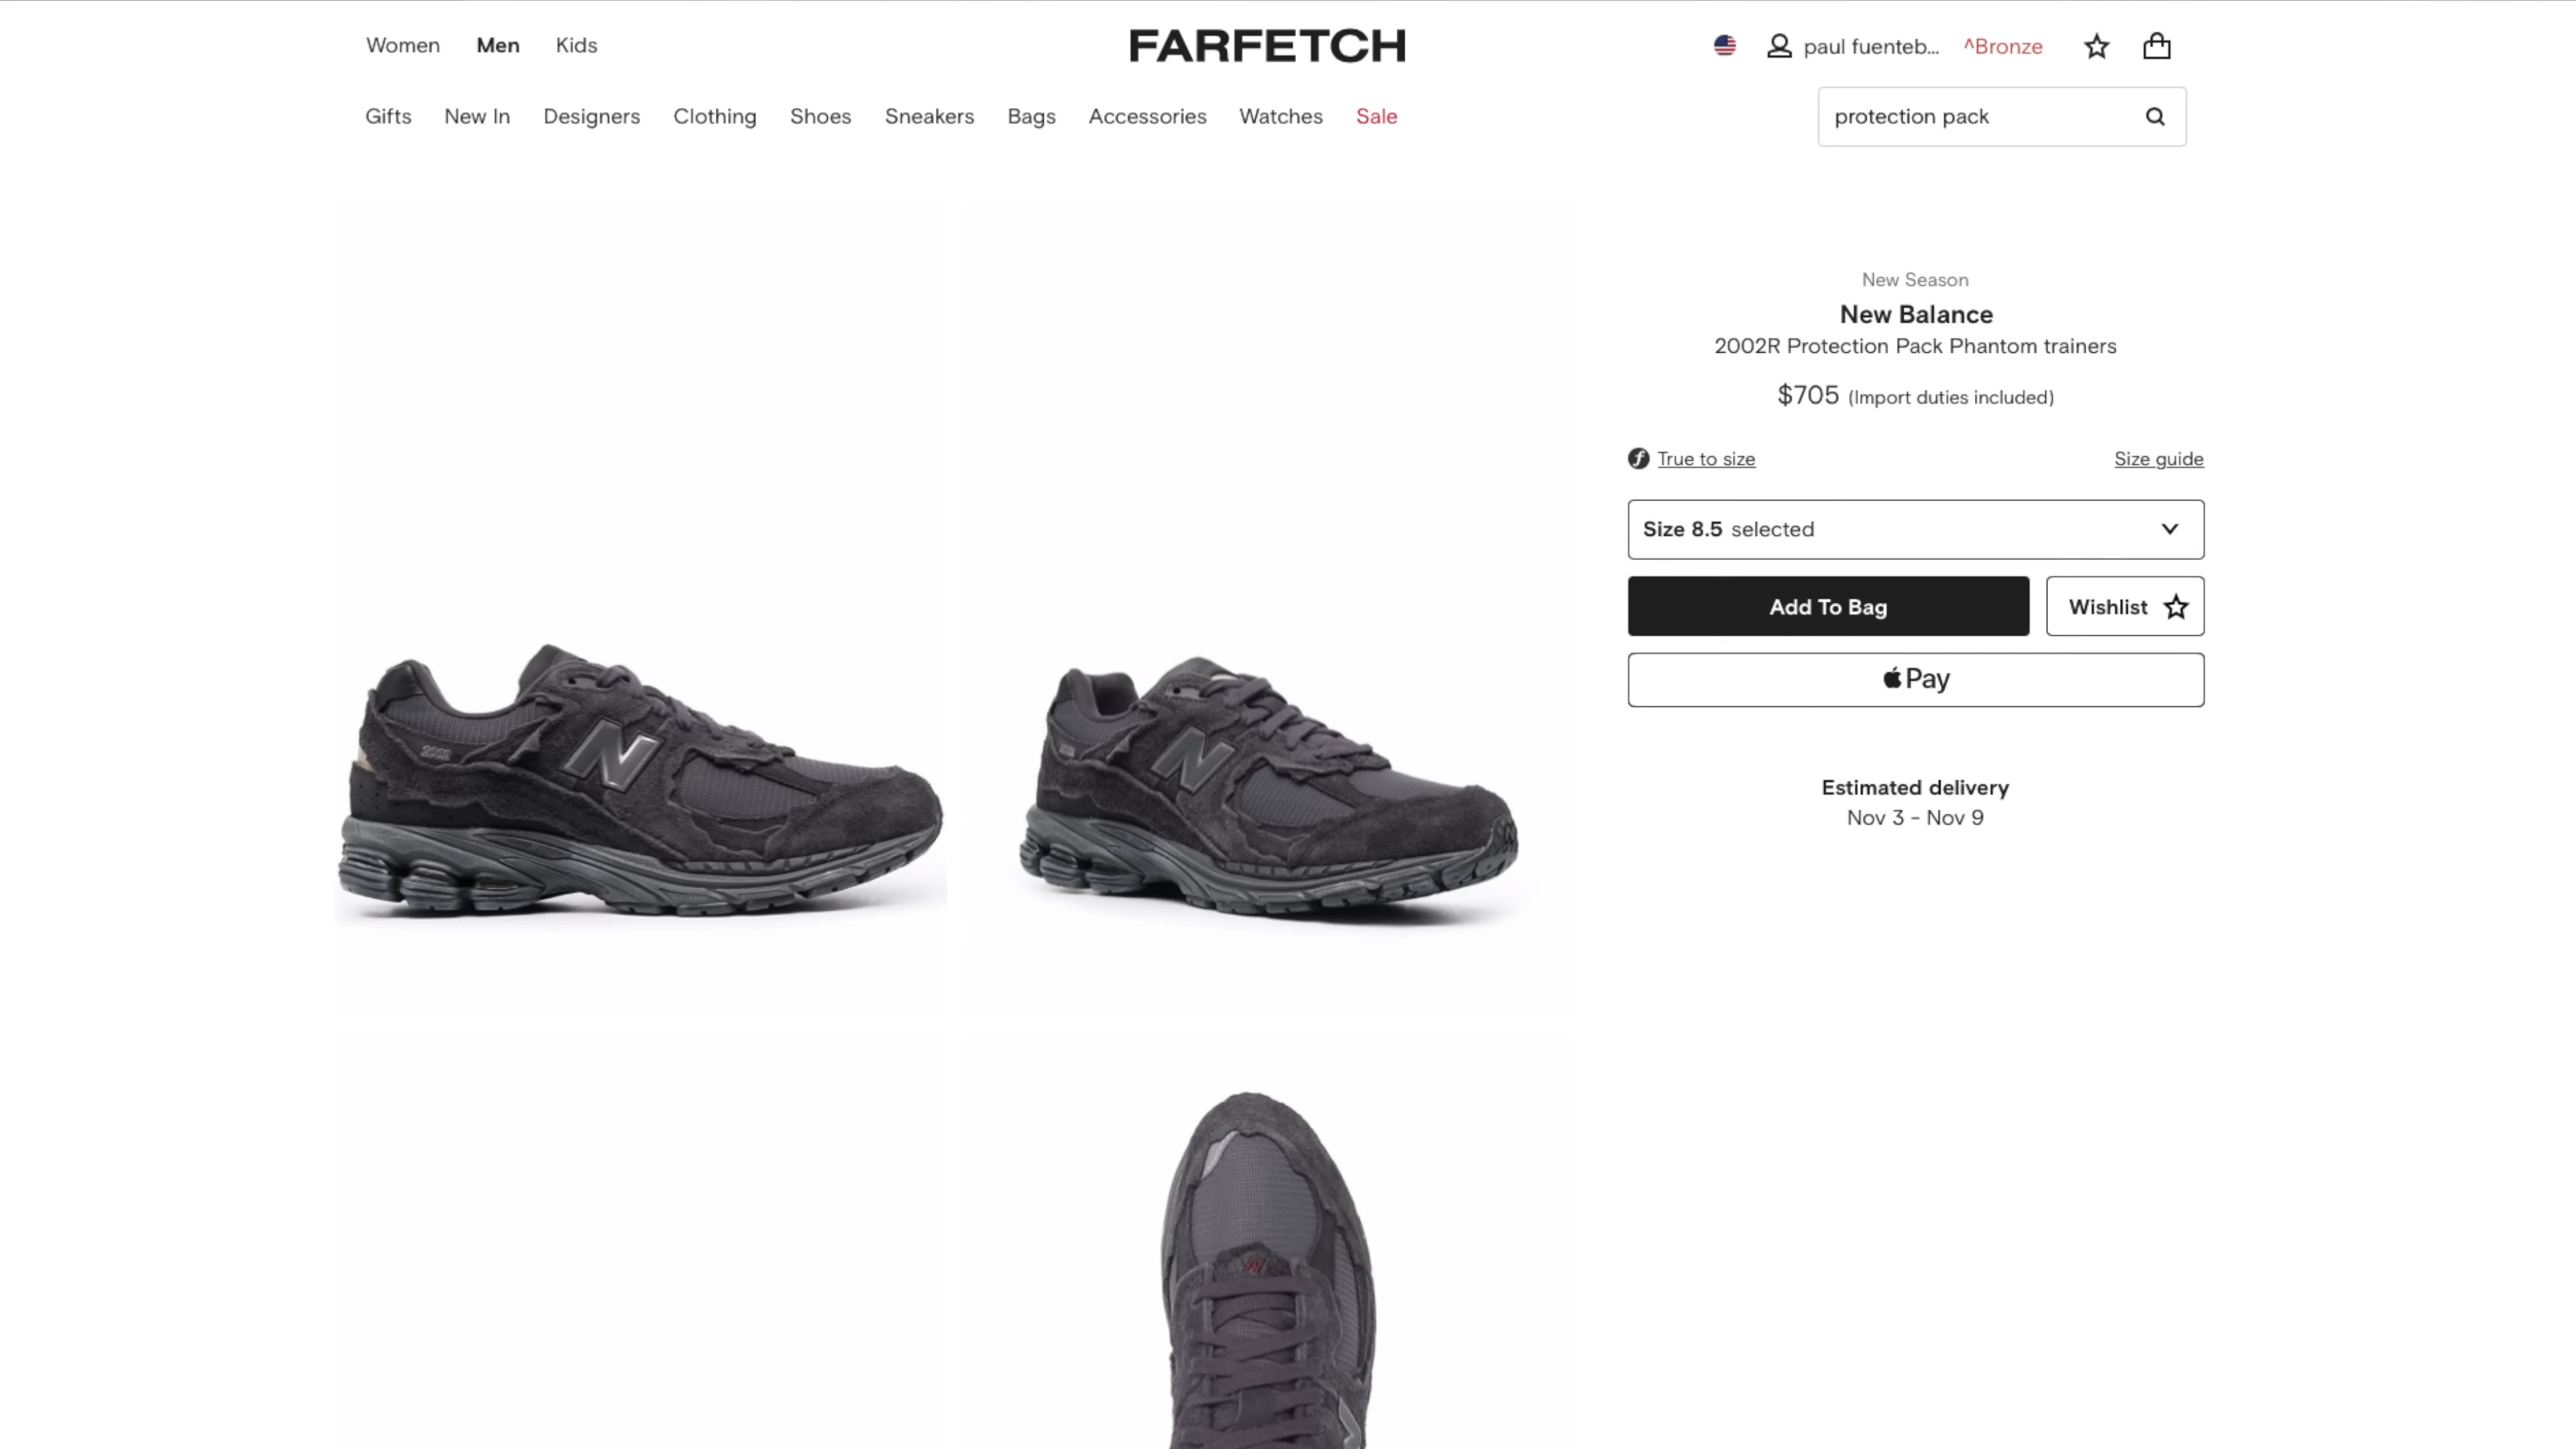 Women Men Kids
FARFETCH
paul fuenteb... ^Bronze
Gifts New In Designers Clothing Shoes Sneakers Bags Accessories Watches Sale
protection pack
New Season
New Balance
2002R Protection Pack Phantom trainers
$705 (Import duties included)
True to size
Size guide
Size 8.5 selected
Add To Bag
Wishlist
Pay
Estimated delivery
Nov 3 - Nov 9
N
N